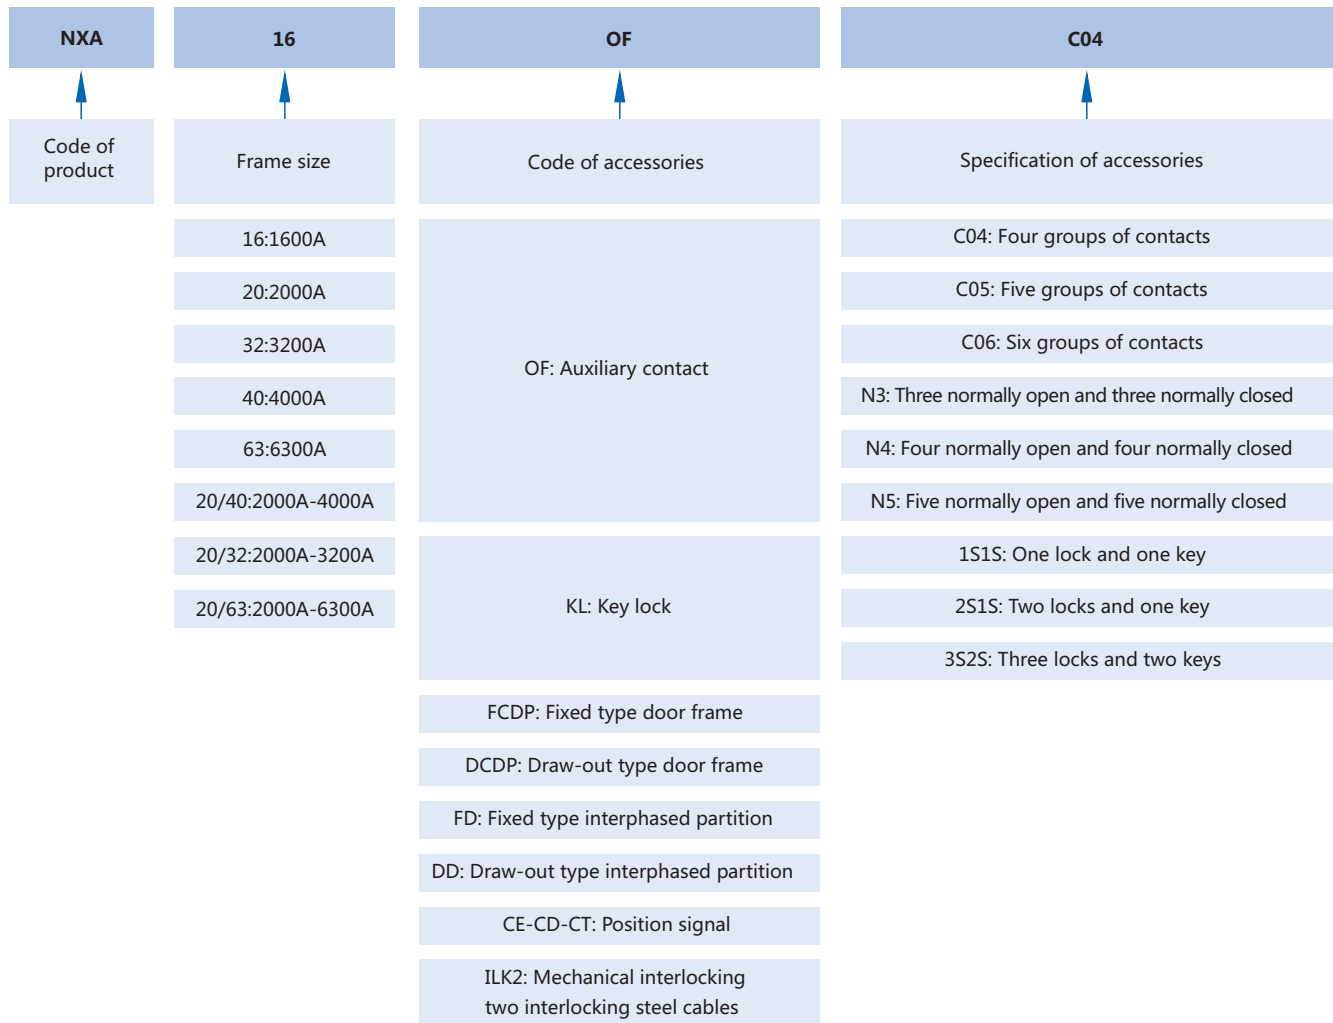 NXA
16
OF
C04
Code of
product
Frame size
Code of accessories
Specification of accessories
16:1600A
20:2000A
32:3200A
40:4000A
63:6300A
20/40:2000A-4000A
20/32:2000A-3200A
20/63:2000A-6300A
OF: Auxiliary contact
KL: Key lock
FCDP: Fixed type door frame
DCDP: Draw-out type door frame
FD: Fixed type interphased partition
DD: Draw-out type interphased partition
CE-CD-CT: Position signal
ILK2: Mechanical interlocking
two interlocking steel cables
C04: Four groups of contacts
C05: Five groups of contacts
C06: Six groups of contacts
N3: Three normally open and three normally closed
N4: Four normally open and four normally closed
N5: Five normally open and five normally closed
1S1S: One lock and one key
2S1S: Two locks and one key
3S2S: Three locks and two keys